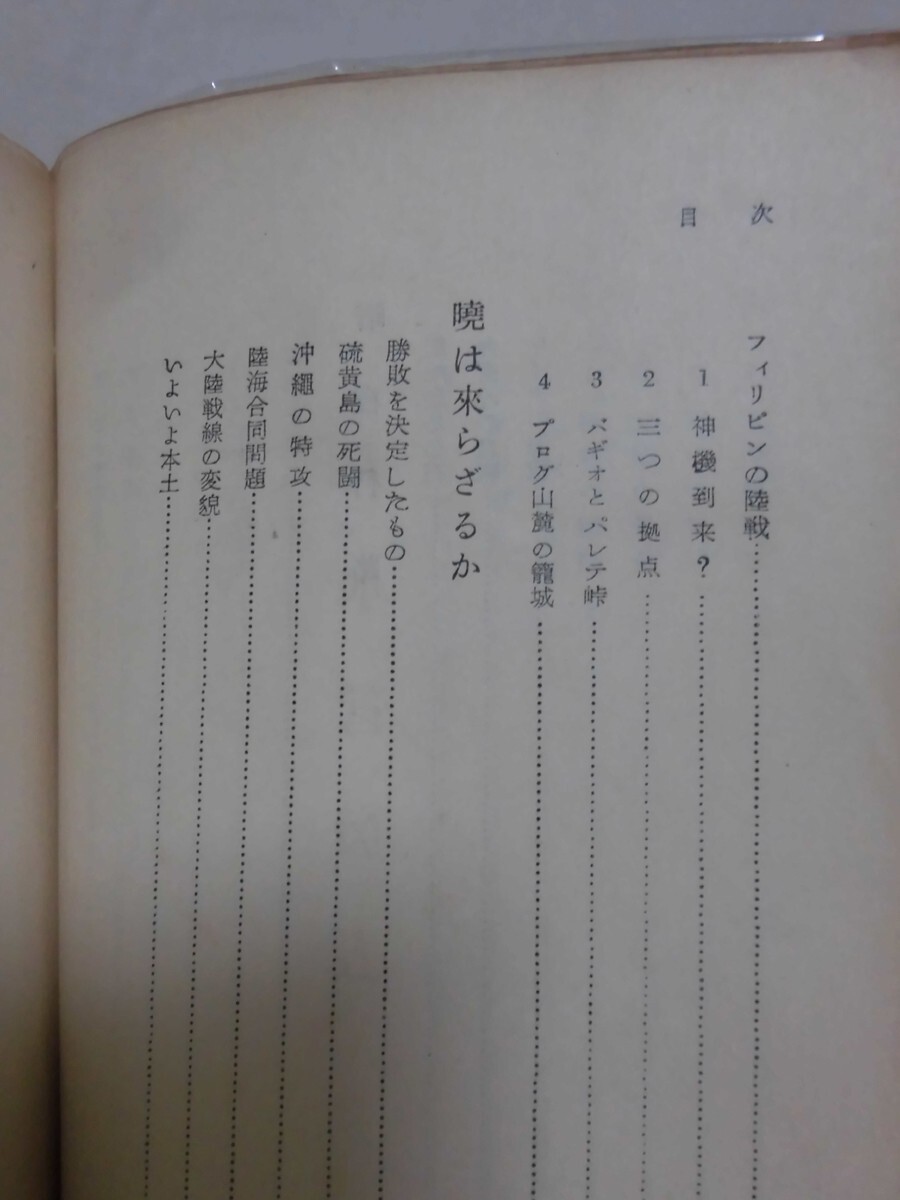 目次
フィリピンの陸戦……………………………
1 神機到来？……………………………
2 三つの拠点……………………………
3 バギオとバレテ峠……………………………
4 プログ山麓の籠城……………………………
曉は來らざるか
勝敗を決定したもの……………………………
硫黄島の死闘……………………………
沖繩の特攻……………………………
陸海合同問題……………………………
大陸戦線の変貌……………………………
いよいよ本土……………………………